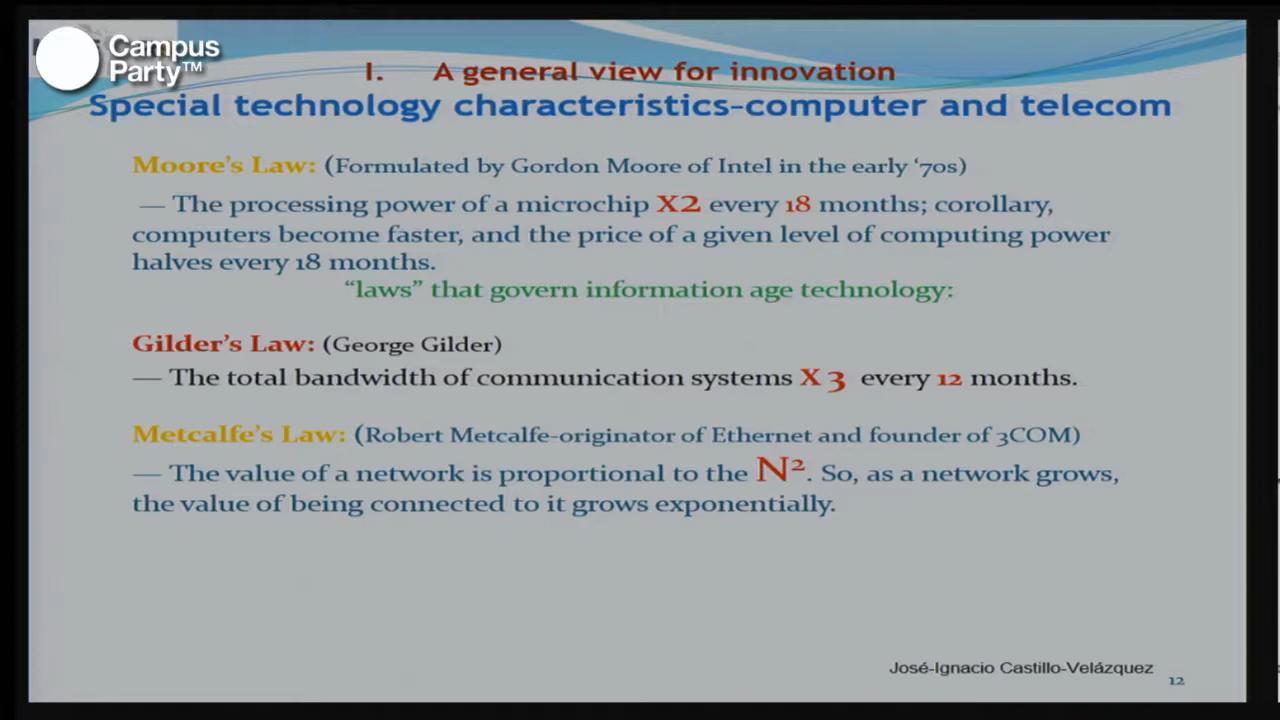 Campus
Party™
I. A general view for innovation
Special technology characteristics-computer and telecom
Moore's Law: (Formulated by Gordon Moore of Intel in the early '70s)
— The processing power of a microchip X2 every 18 months; corollary,
computers become faster, and the price of a given level of computing power
halves every 18 months.
“laws” that govern information age technology:
Gilder's Law: (George Gilder)
— The total bandwidth of communication systems X 3 every 12 months.
Metcalfe's Law: (Robert Metcalfe-originator of Ethernet and founder of 3COM)
— The value of a network is proportional to the N². So, as a network grows,
the value of being connected to it grows exponentially.
José-Ignacio Castillo-Velázquez
12